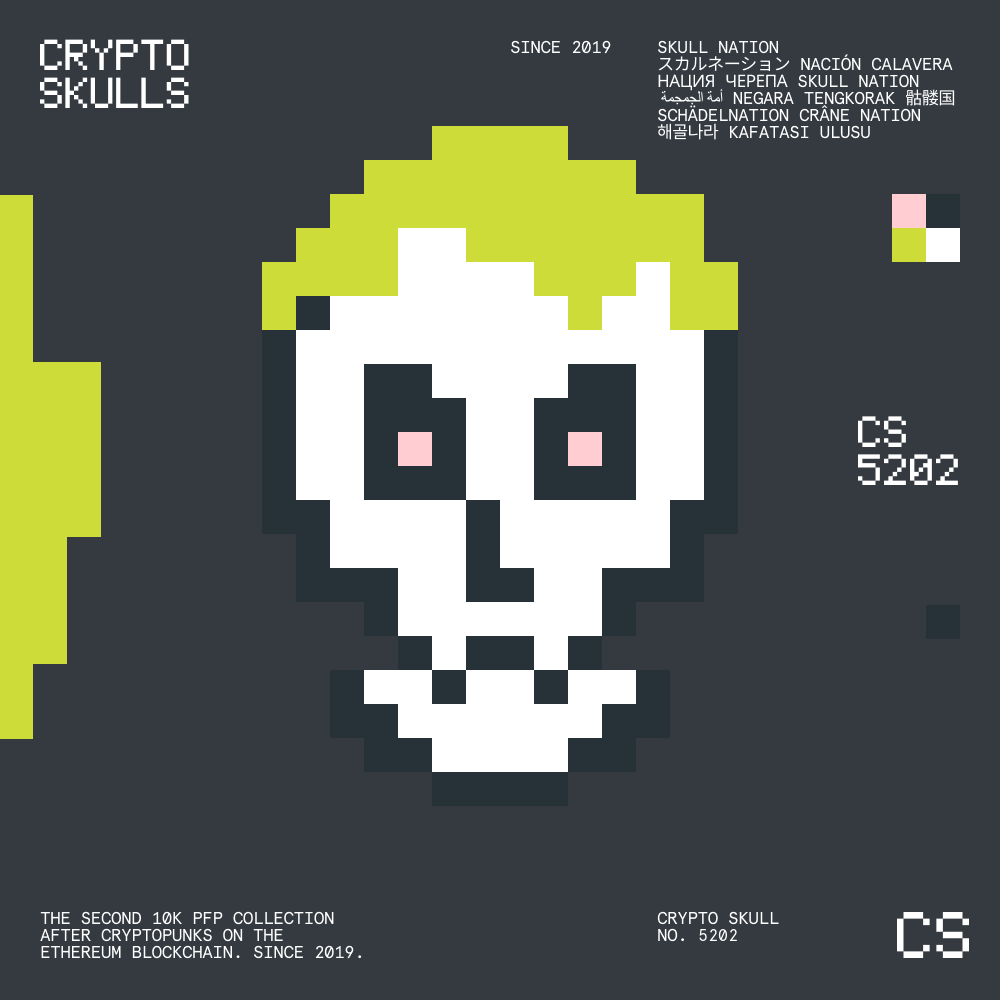 CRYPTO
SKULLS
SINCE 2019
SKULL NATION
スカルネーション NACIÓN CALAVERA
НАЦИЯ ЧЕРЕПА SKULL NATION
أمة الجمجمة NEGARA TENGKORAK 骷髅国
SCHÄDELNATION CRÂNE NATION
해골나라 KAFATASI ULUSU
CS
5202
THE SECOND 10K PFP COLLECTION
AFTER CRYPTOPUNKS ON THE
ETHEREUM BLOCKCHAIN. SINCE 2019.
CRYPTO SKULL
NO. 5202
CS